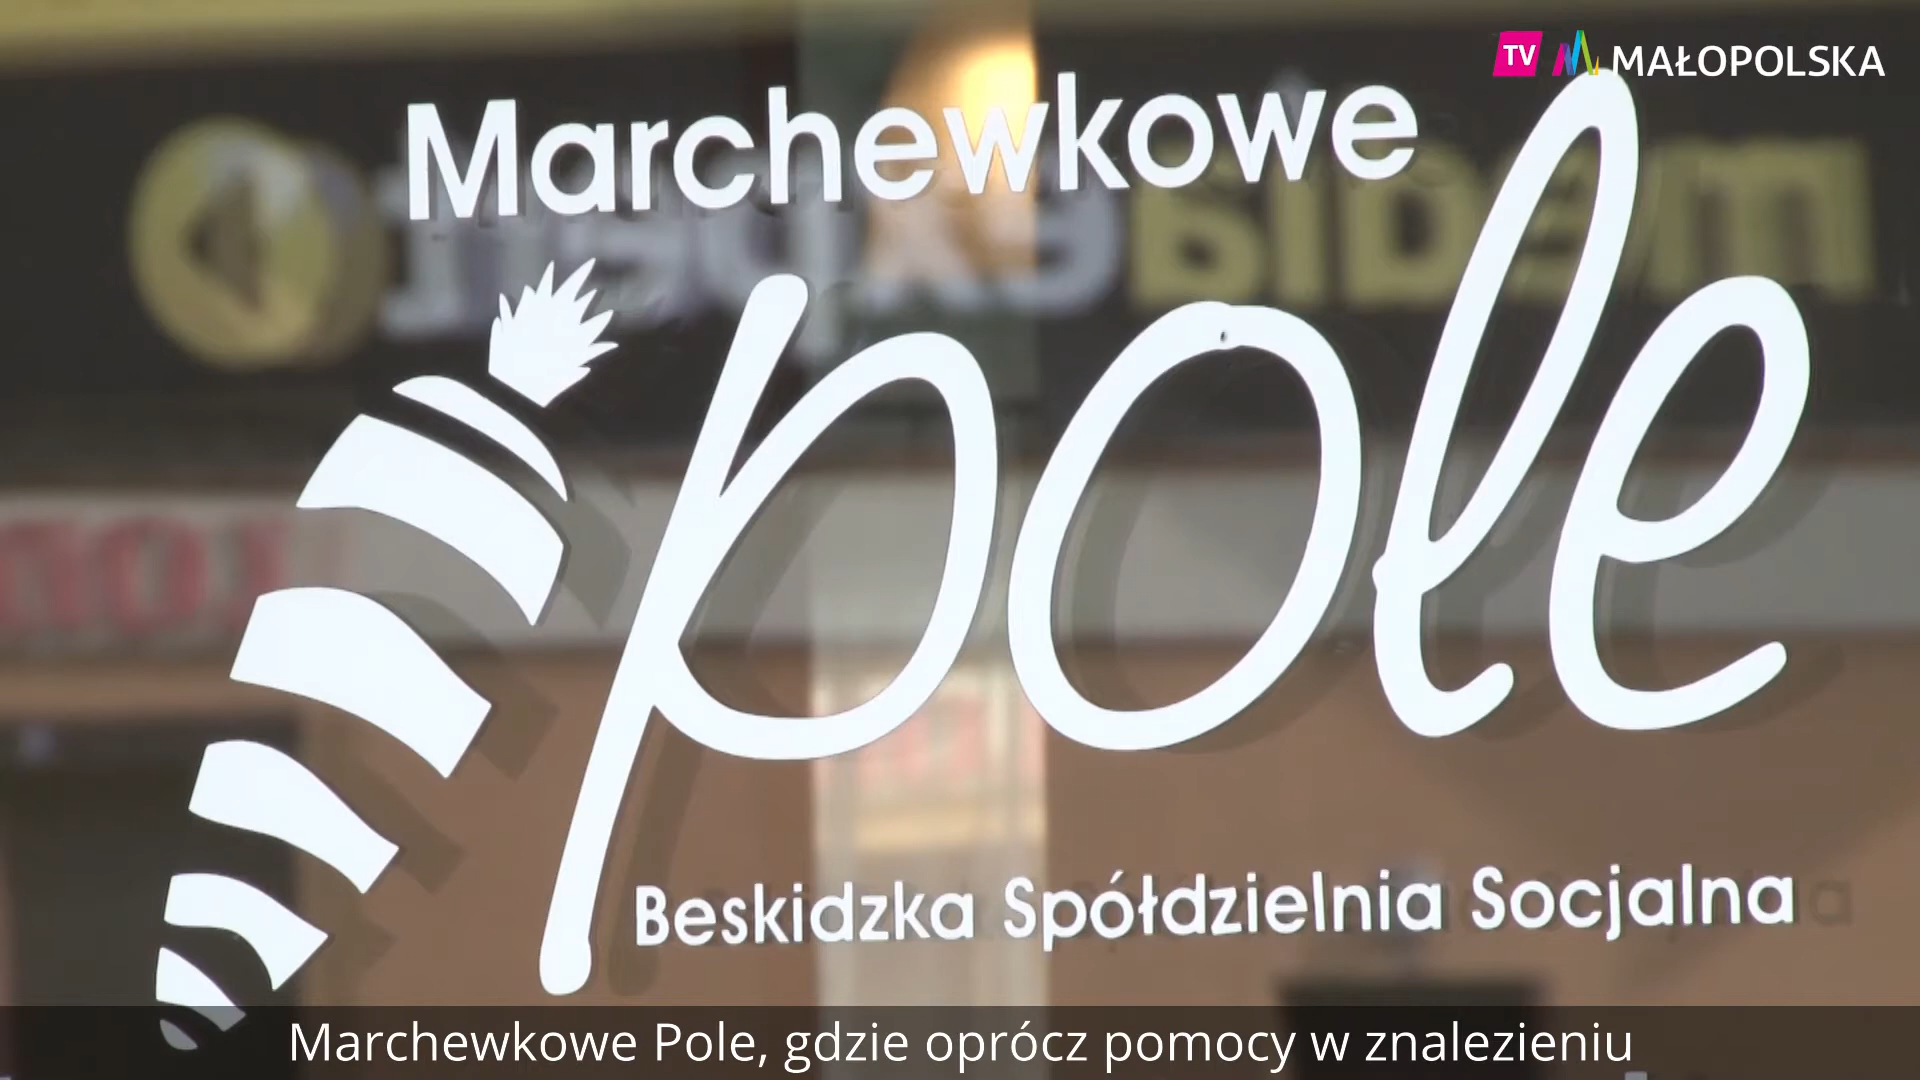 TV MAŁOPOLSKA
Marchewkowe
pole
Beskidzka Spółdzielnia Socjalna
Marchewkowe Pole, gdzie oprócz pomocy w znalezieniu